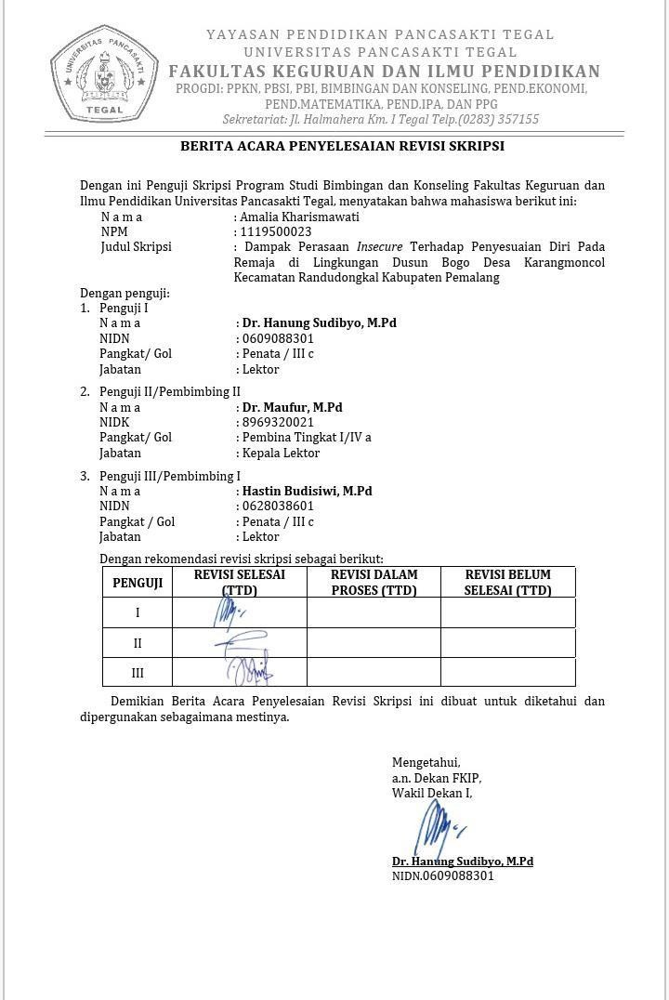 UNIVERSITAS PANCASAKTI
TEGAL
YAYASAN PENDIDIKAN PANCASAKTI TEGAL
UNIVERSITAS PANCASAKTI TEGAL
FAKULTAS KEGURUAN DAN ILMU PENDIDIKAN
PROGDI: PPKN, PBSI, PBI, BIMBINGAN DAN KONSELING, PEND.EKONOMI,
PEND.MATEMATIKA, PEND.IPA, DAN PPG
Sekretariat: Jl. Halmahera Km. I Tegal Telp.(0283) 357155
BERITA ACARA PENYELESAIAN REVISI SKRIPSI
Dengan ini Penguji Skripsi Program Studi Bimbingan dan Konseling Fakultas Keguruan dan
Ilmu Pendidikan Universitas Pancasakti Tegal, menyatakan bahwa mahasiswa berikut ini:
N a m a : Amalia Kharismawati
NPM : 1119500023
Judul Skripsi : Dampak Perasaan Insecure Terhadap Penyesuaian Diri Pada
Remaja di Lingkungan Dusun Bogo Desa Karangmoncol
Kecamatan Randudongkal Kabupaten Pemalang
Dengan penguji:
1. Penguji I
N a m a : Dr. Hanung Sudibyo, M.Pd
NIDN : 0609088301
Pangkat/ Gol : Penata / III c
Jabatan : Lektor
2. Penguji II/Pembimbing II
N a m a : Dr. Maufur, M.Pd
NIDK : 8969320021
Pangkat/ Gol : Pembina Tingkat I/IV a
Jabatan : Kepala Lektor
3. Penguji III/Pembimbing I
N a m a : Hastin Budisiwi, M.Pd
NIDN : 0628038601
Pangkat / Gol : Penata / III c
Jabatan : Lektor
Dengan rekomendasi revisi skripsi sebagai berikut:
PENGUJI REVISI SELESAI (TTD) REVISI DALAM PROSES (TTD) REVISI BELUM SELESAI (TTD)
I
II
III
Demikian Berita Acara Penyelesaian Revisi Skripsi ini dibuat untuk diketahui dan
dipergunakan sebagaimana mestinya.
Mengetahui,
a.n. Dekan FKIP,
Wakil Dekan I,
Dr. Hanung Sudibyo, M.Pd
NIDN.0609088301